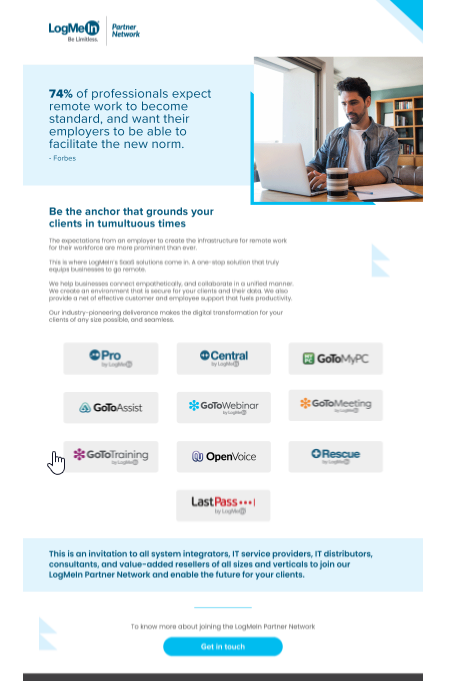 LogMeIn
Be Limitless.
Partner
Network
74% of professionals expect
remote work to become
standard, and want their
employers to be able to
facilitate the new norm.
- Forbes
Be the anchor that grounds your
clients in tumultuous times
The expectations from an employer to create the infrastructure for remote work
for their workforce are more prominent than ever.
This is where LogMeIn's SaaS solutions come in. A one-stop solution that truly
equips businesses to go remote.
We help businesses connect empathetically, and collaborate in a unified manner.
We create an environment that is secure for your clients and their data. We also
provide a net of effective customer and employee support that fuels productivity.
Our industry-pioneering deliverance makes the digital transformation for your
clients of any size possible, and seamless.
Pro
by LogMeIn
Central
by LogMeIn
MY PC GoToMyPC
GoToAssist
GoToWebinar
by LogMeIn
GoToMeeting
by LogMeIn
GoToTraining
by LogMeIn
OpenVoice
Rescue
by LogMeIn
LastPass •••|
by LogMeIn
This is an invitation to all system integrators, IT service providers, IT distributors,
consultants, and value-added resellers of all sizes and verticals to join our
LogMeIn Partner Network and enable the future for your clients.
To know more about joining the LogMeIn Partner Network
Get in touch